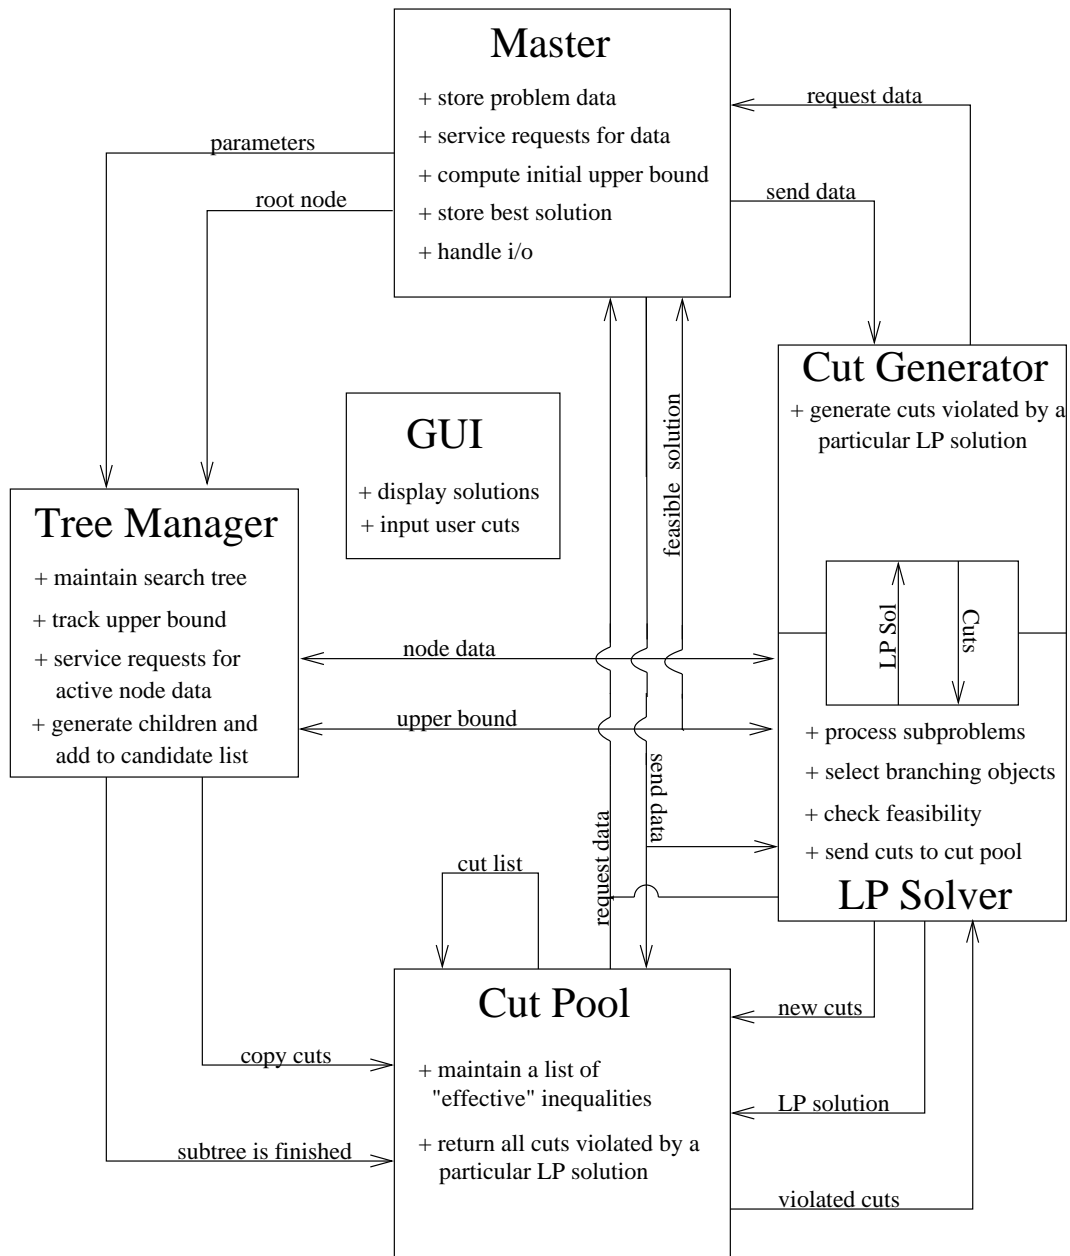 Master
+ store problem data
+ service requests for data
+ compute initial upper bound
+ store best solution
+ handle i/o
request data
parameters
root node
send data
Cut Generator
+ generate cuts violated by a
particular LP solution
GUI
+ display solutions
+ input user cuts
feasible solution
Tree Manager
+ maintain search tree
+ track upper bound
+ service requests for
active node data
+ generate children and
add to candidate list
LP Sol
Cuts
node data
upper bound
+ process subproblems
+ select branching objects
+ check feasibility
+ send cuts to cut pool
LP Solver
send data
request data
cut list
Cut Pool
+ maintain a list of
"effective" inequalities
+ return all cuts violated by a
particular LP solution
new cuts
copy cuts
LP solution
subtree is finished
violated cuts